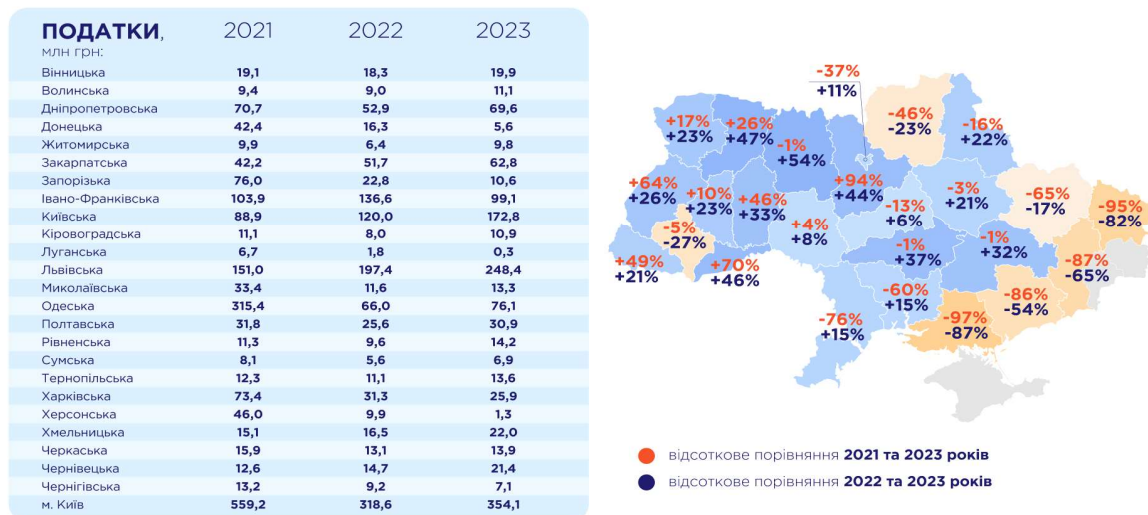 ПОДАТКИ, 2021 2022 2023
млн грн:
Вінницька 19,1 18,3 19,9
Волинська 9,4 9,0 11,1
Дніпропетровська 70,7 52,9 69,6
Донецька 42,4 16,3 5,6
Житомирська 9,9 6,4 9,8
Закарпатська 42,2 51,7 62,8
Запорізька 76,0 22,8 10,6
Івано-Франківська 103,9 136,6 99,1
Київська 88,9 120,0 172,8
Кіровоградська 11,1 8,0 10,9
Луганська 6,7 1,8 0,3
Львівська 151,0 197,4 248,4
Миколаївська 33,4 11,6 13,3
Одеська 315,4 66,0 76,1
Полтавська 31,8 25,6 30,9
Рівненська 11,3 9,6 14,2
Сумська 8,1 5,6 6,9
Тернопільська 12,3 11,1 13,6
Харківська 73,4 31,3 25,9
Херсонська 46,0 9,9 1,3
Хмельницька 15,1 16,5 22,0
Черкаська 15,9 13,1 13,9
Чернівецька 12,6 14,7 21,4
Чернігівська 13,2 9,2 7,1
м. Київ 559,2 318,6 354,1
-37%
+11%
+17%
+23%
+26%
+47%
-1%
+54%
-46%
-23%
-16%
+22%
+64%
+26%
+10%
+23%
+46%
+33%
+94%
+44%
-13%
+6%
-3%
+21%
-65%
-17%
-95%
-82%
-5%
-27%
+4%
+8%
+49%
+21%
+70%
+46%
-1%
+37%
-1%
+32%
-87%
-65%
-60%
+15%
-86%
-54%
-76%
+15%
-97%
-87%
відсоткове порівняння 2021 та 2023 років
відсоткове порівняння 2022 та 2023 років